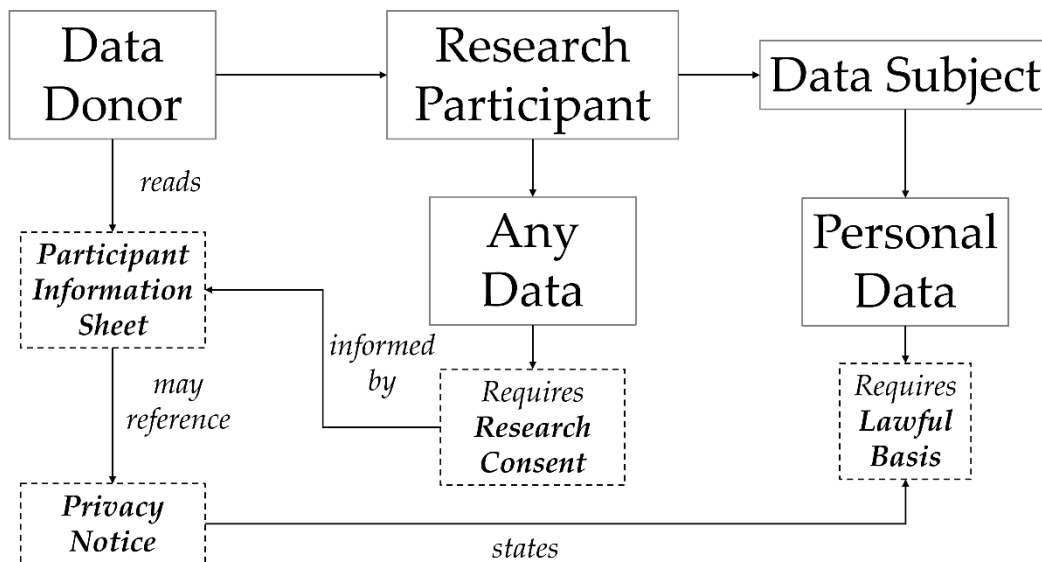 Data
Donor
Research
Participant
Data Subject
reads
Any
Data
Personal
Data
Participant
Information
Sheet
informed
by
may
reference
Requires
Research
Consent
Requires
Lawful
Basis
Privacy
Notice
states